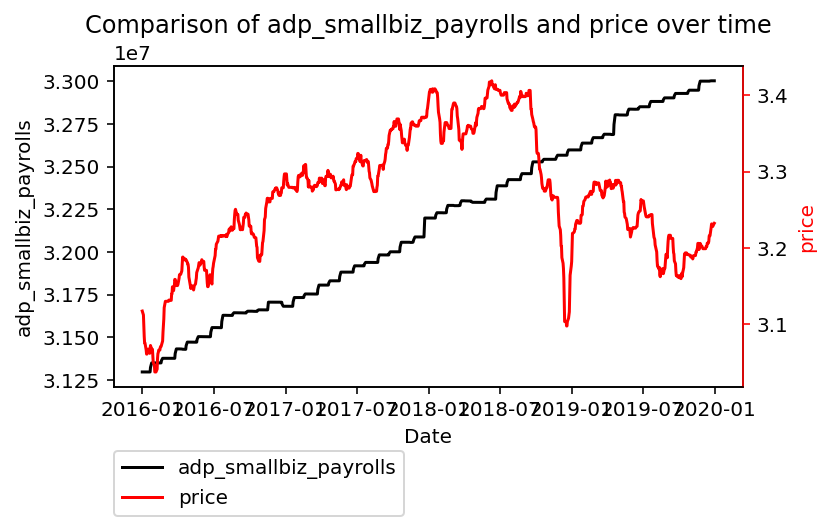 Comparison of adp_smallbiz_payrolls and price over time
1e7
3.300
3.275
3.250
3.225
3.200
3.175
3.150
3.125
adp_smallbiz_payrolls
3.4
3.3
3.2
3.1
price
2016-01 2016-07 2017-01 2017-07 2018-01 2018-07 2019-01 2019-07 2020-01
Date
adp_smallbiz_payrolls
price